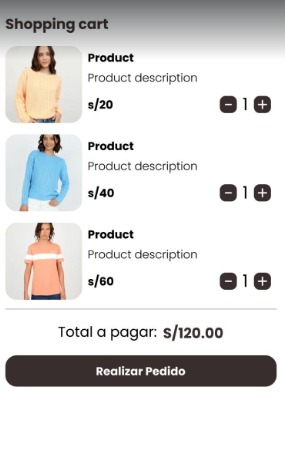 Shopping cart
Product
Product description
s/20
- 1 +
Product
Product description
s/40
- 1 +
Product
Product description
s/60
- 1 +
Total a pagar: S/120.00
Realizar Pedido